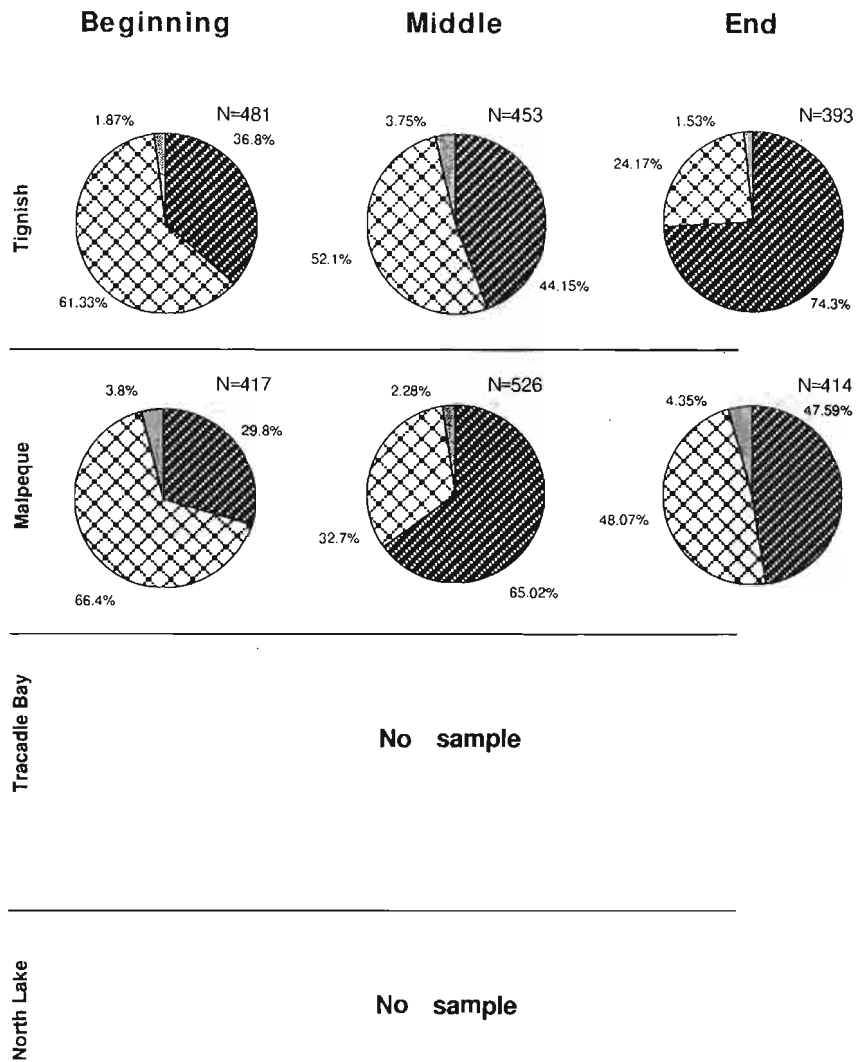 Beginning Middle End
N=481 N=453 N=393
1.87% 36.8% 3.75% 1.53%
24.17%
Tignish
52.1% 44.15%
61.33% 74.3%
N=417 N=526 N=414
3.8% 2.28% 4.35% 47.59%
29.8%
Malpeque
48.07%
32.7%
66.4% 65.02%
Tracadie Bay
No sample
North Lake
No sample